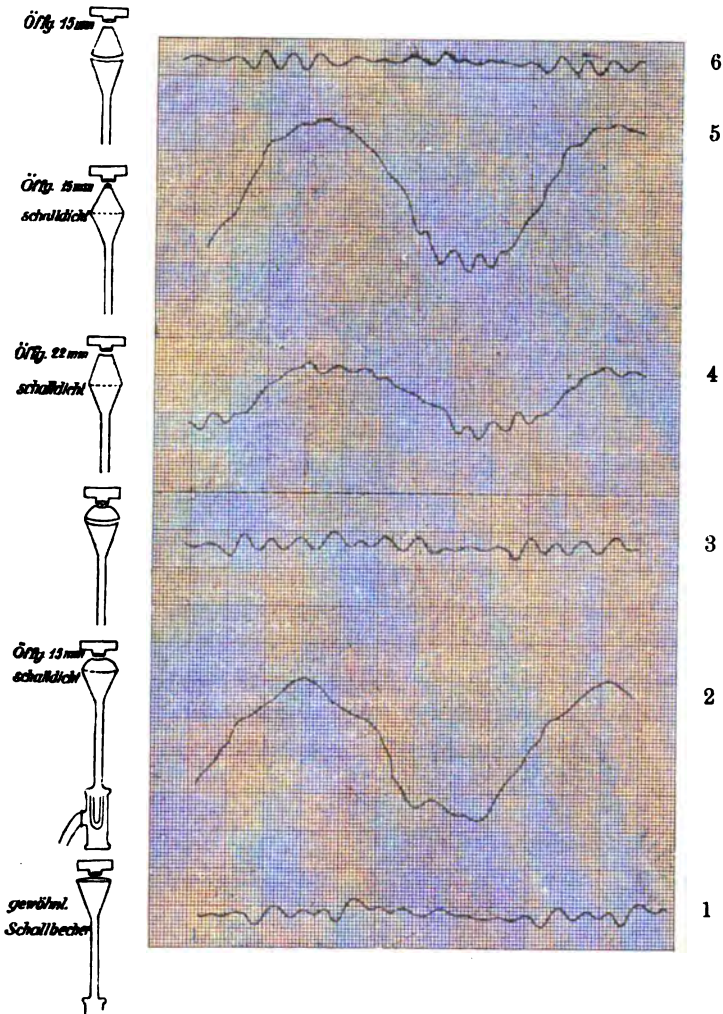 Öffg. 15 mm
6
5
Öffg. 15 mm
schalldicht
Öffg. 22 mm
schalldicht
4
3
Öffg. 15 mm
schalldicht
2
gewöhnl.
Schallbecher
1